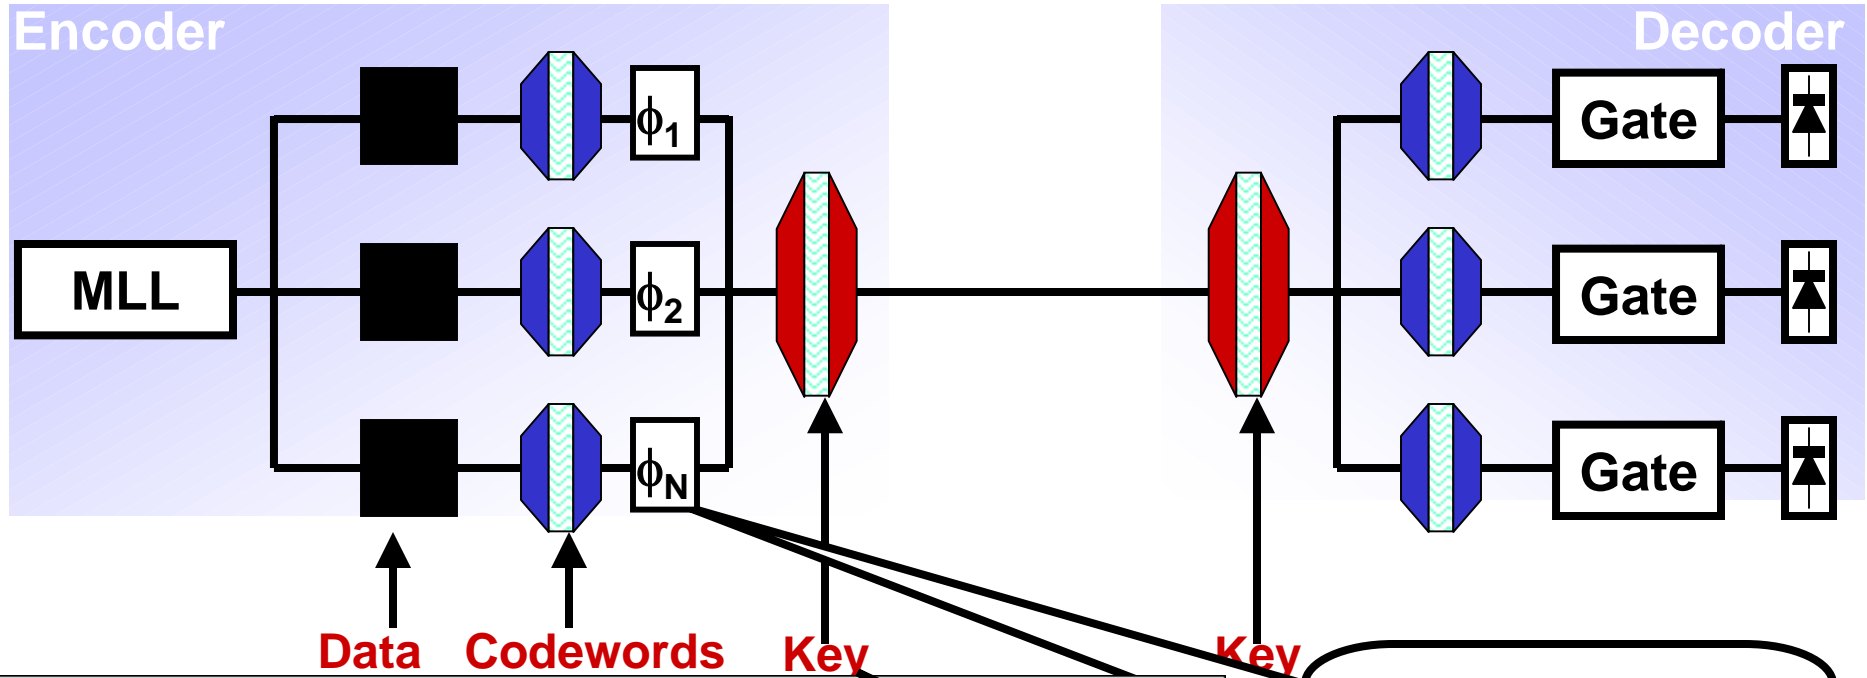 Encoder
Decoder
ϕ1
Gate
MLL
ϕ2
Gate
ϕN
Gate
Data
Codewords
Key
Key